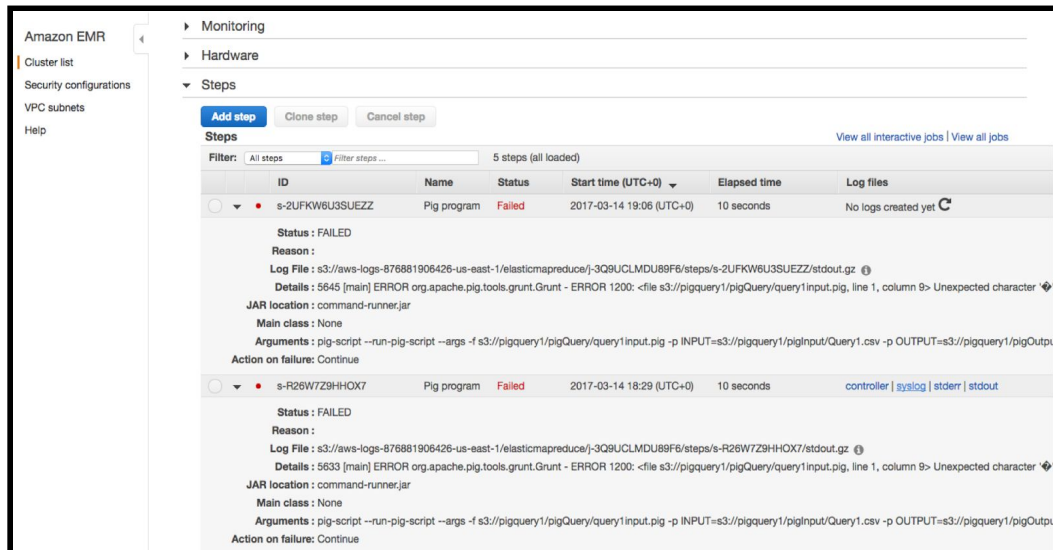 Amazon EMR
Cluster list
Security configurations
VPC subnets
Help
Monitoring
Hardware
Steps
Add step Clone step Cancel step
Steps View all interactive jobs | View all jobs
Filter: All steps Filter steps ... 5 steps (all loaded)
ID Name Status Start time (UTC+0) Elapsed time Log files
s-2UFKW6U3SUEZZ Pig program Failed 2017-03-14 19:06 (UTC+0) 10 seconds No logs created yet
Status : FAILED
Reason :
Log File : s3://aws-logs-876881906426-us-east-1/elasticmapreduce/j-3Q9UCLMDU89F6/steps/s-2UFKW6U3SUEZZ/stdout.gz
Details : 5645 [main] ERROR org.apache.pig.tools.grunt.Grunt - ERROR 1200: <file s3://pigquery1/pigQuery/query1input.pig, line 1, column 9> Unexpected character '�'
JAR location : command-runner.jar
Main class : None
Arguments : pig-script --run-pig-script --args -f s3://pigquery1/pigQuery/query1input.pig -p INPUT=s3://pigquery1/pigInput/Query1.csv -p OUTPUT=s3://pigquery1/pigOutpu
Action on failure: Continue
s-R26W7Z9HHOX7 Pig program Failed 2017-03-14 18:29 (UTC+0) 10 seconds controller | syslog | stderr | stdout
Status : FAILED
Reason :
Log File : s3://aws-logs-876881906426-us-east-1/elasticmapreduce/j-3Q9UCLMDU89F6/steps/s-R26W7Z9HHOX7/stdout.gz
Details : 5633 [main] ERROR org.apache.pig.tools.grunt.Grunt - ERROR 1200: <file s3://pigquery1/pigQuery/query1input.pig, line 1, column 9> Unexpected character '�'
JAR location : command-runner.jar
Main class : None
Arguments : pig-script --run-pig-script --args -f s3://pigquery1/pigQuery/query1input.pig -p INPUT=s3://pigquery1/pigInput/Query1.csv -p OUTPUT=s3://pigquery1/pigOutpu
Action on failure: Continue